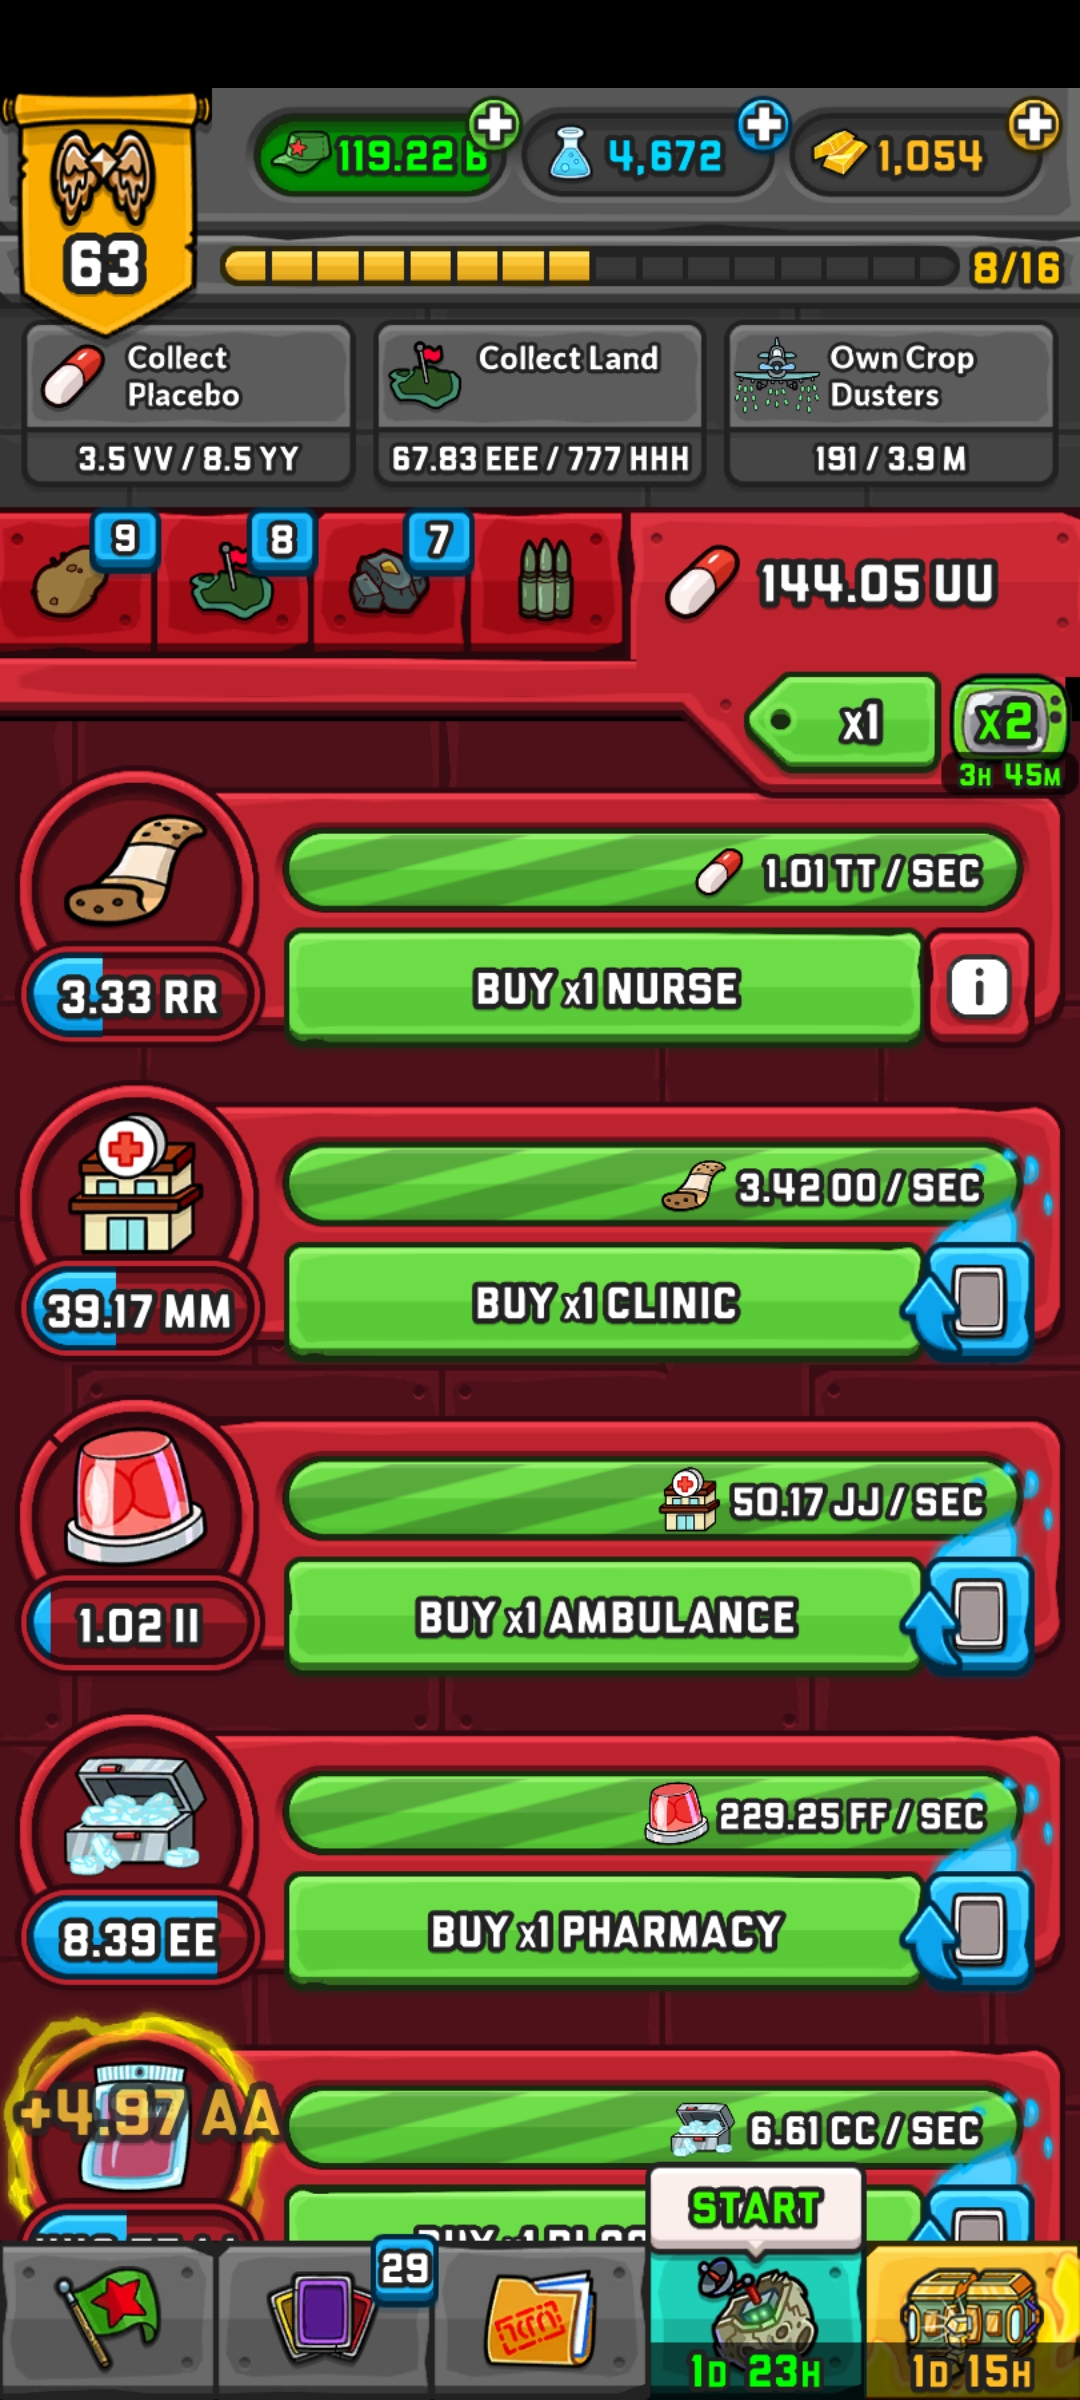 119.22 B
4,672
1,054
63
8/16
Collect
Placebo
3.5 VV / 8.5 YY
Collect Land
67.83 EEE / 777 HHH
Own Crop
Dusters
191 / 3.9 M
9
8
7
144.05 UU
x1
x2
3H 45M
1.01 TT / SEC
3.33 RR
BUY x1 NURSE
i
3.42 OO / SEC
39.17 MM
BUY x1 CLINIC
50.17 JJ / SEC
1.02 II
BUY x1 AMBULANCE
229.25 FF / SEC
8.39 EE
BUY x1 PHARMACY
+4.97 AA
6.61 CC / SEC
BUY x1
START
29
1D 23H
1D 15H